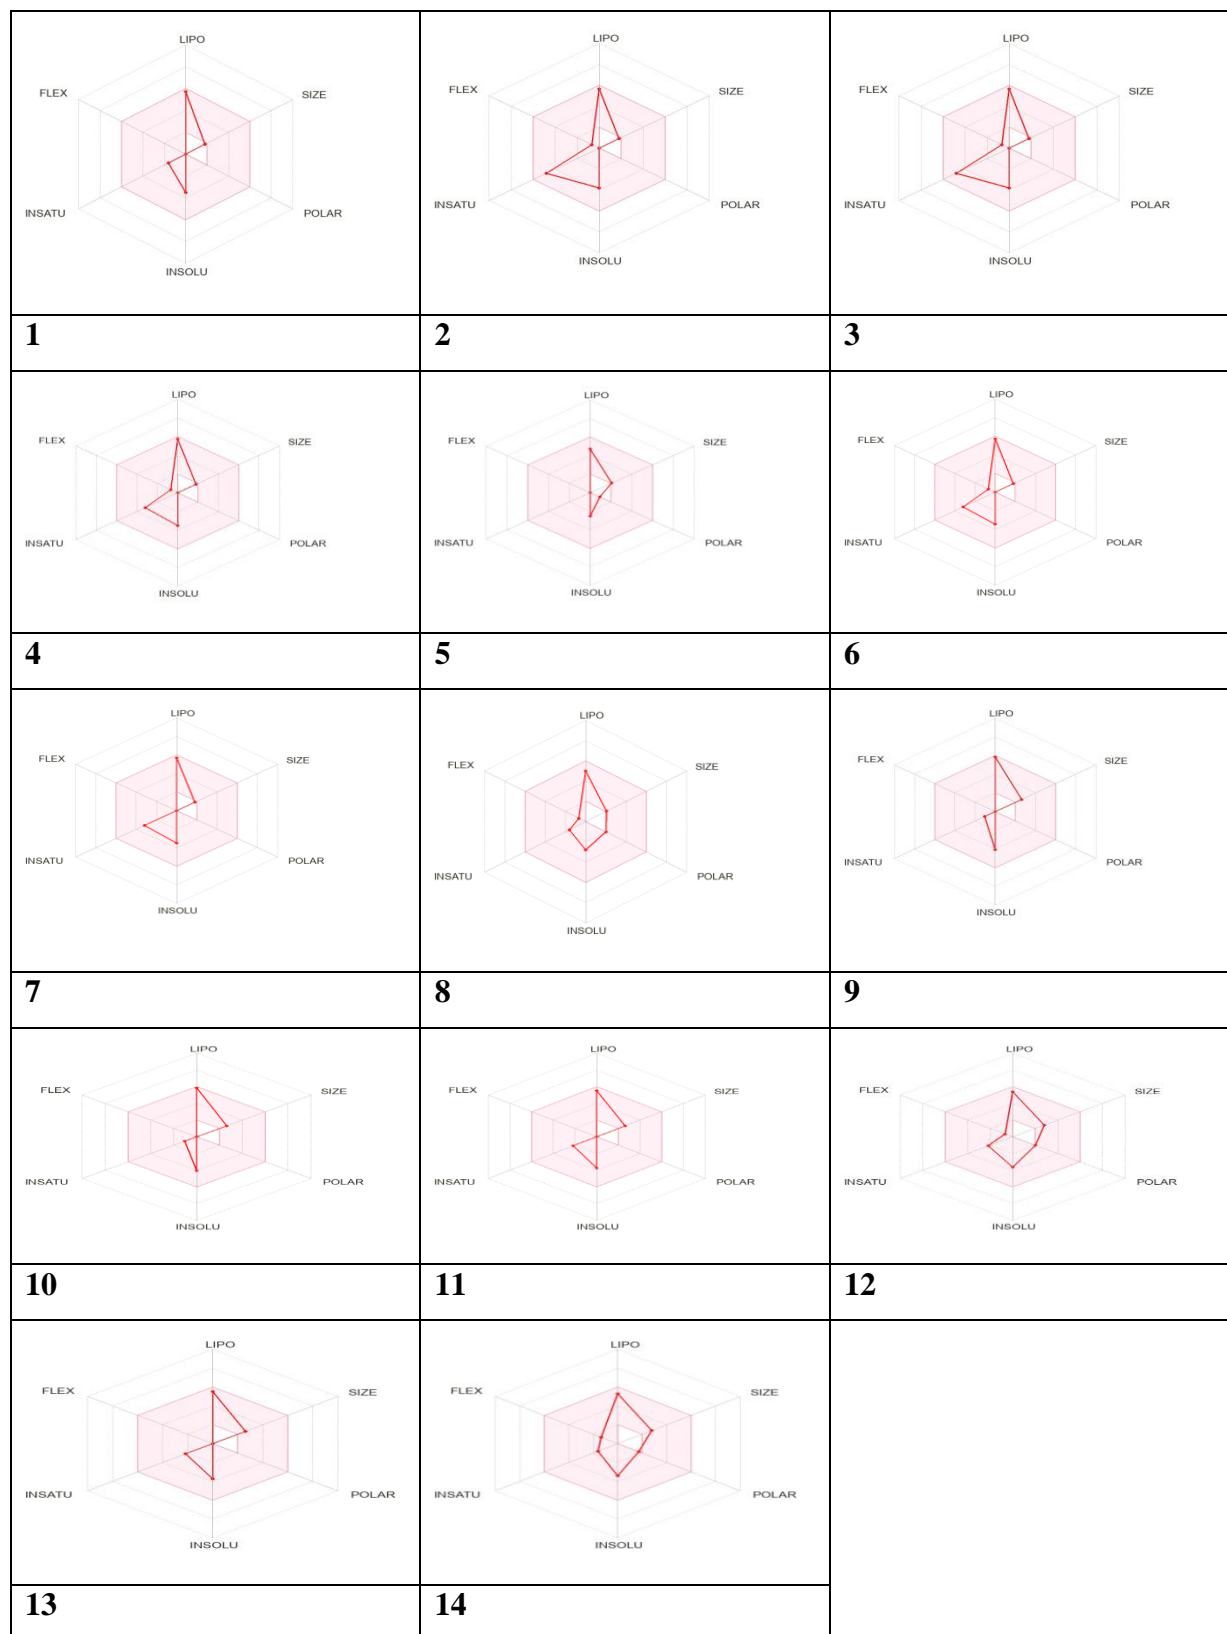 LIPO
FLEX
SIZE
INSATU
POLAR
INSOLU
LIPO
FLEX
SIZE
INSATU
POLAR
INSOLU
LIPO
FLEX
SIZE
INSATU
POLAR
INSOLU
1
2
3
LIPO
FLEX
SIZE
INSATU
POLAR
INSOLU
LIPO
FLEX
SIZE
INSATU
POLAR
INSOLU
LIPO
FLEX
SIZE
INSATU
POLAR
INSOLU
4
5
6
LIPO
FLEX
SIZE
INSATU
POLAR
INSOLU
LIPO
FLEX
SIZE
INSATU
POLAR
INSOLU
LIPO
FLEX
SIZE
INSATU
POLAR
INSOLU
7
8
9
LIPO
FLEX
SIZE
INSATU
POLAR
INSOLU
LIPO
FLEX
SIZE
INSATU
POLAR
INSOLU
LIPO
FLEX
SIZE
INSATU
POLAR
INSOLU
10
11
12
LIPO
FLEX
SIZE
INSATU
POLAR
INSOLU
LIPO
FLEX
SIZE
INSATU
POLAR
INSOLU
13
14